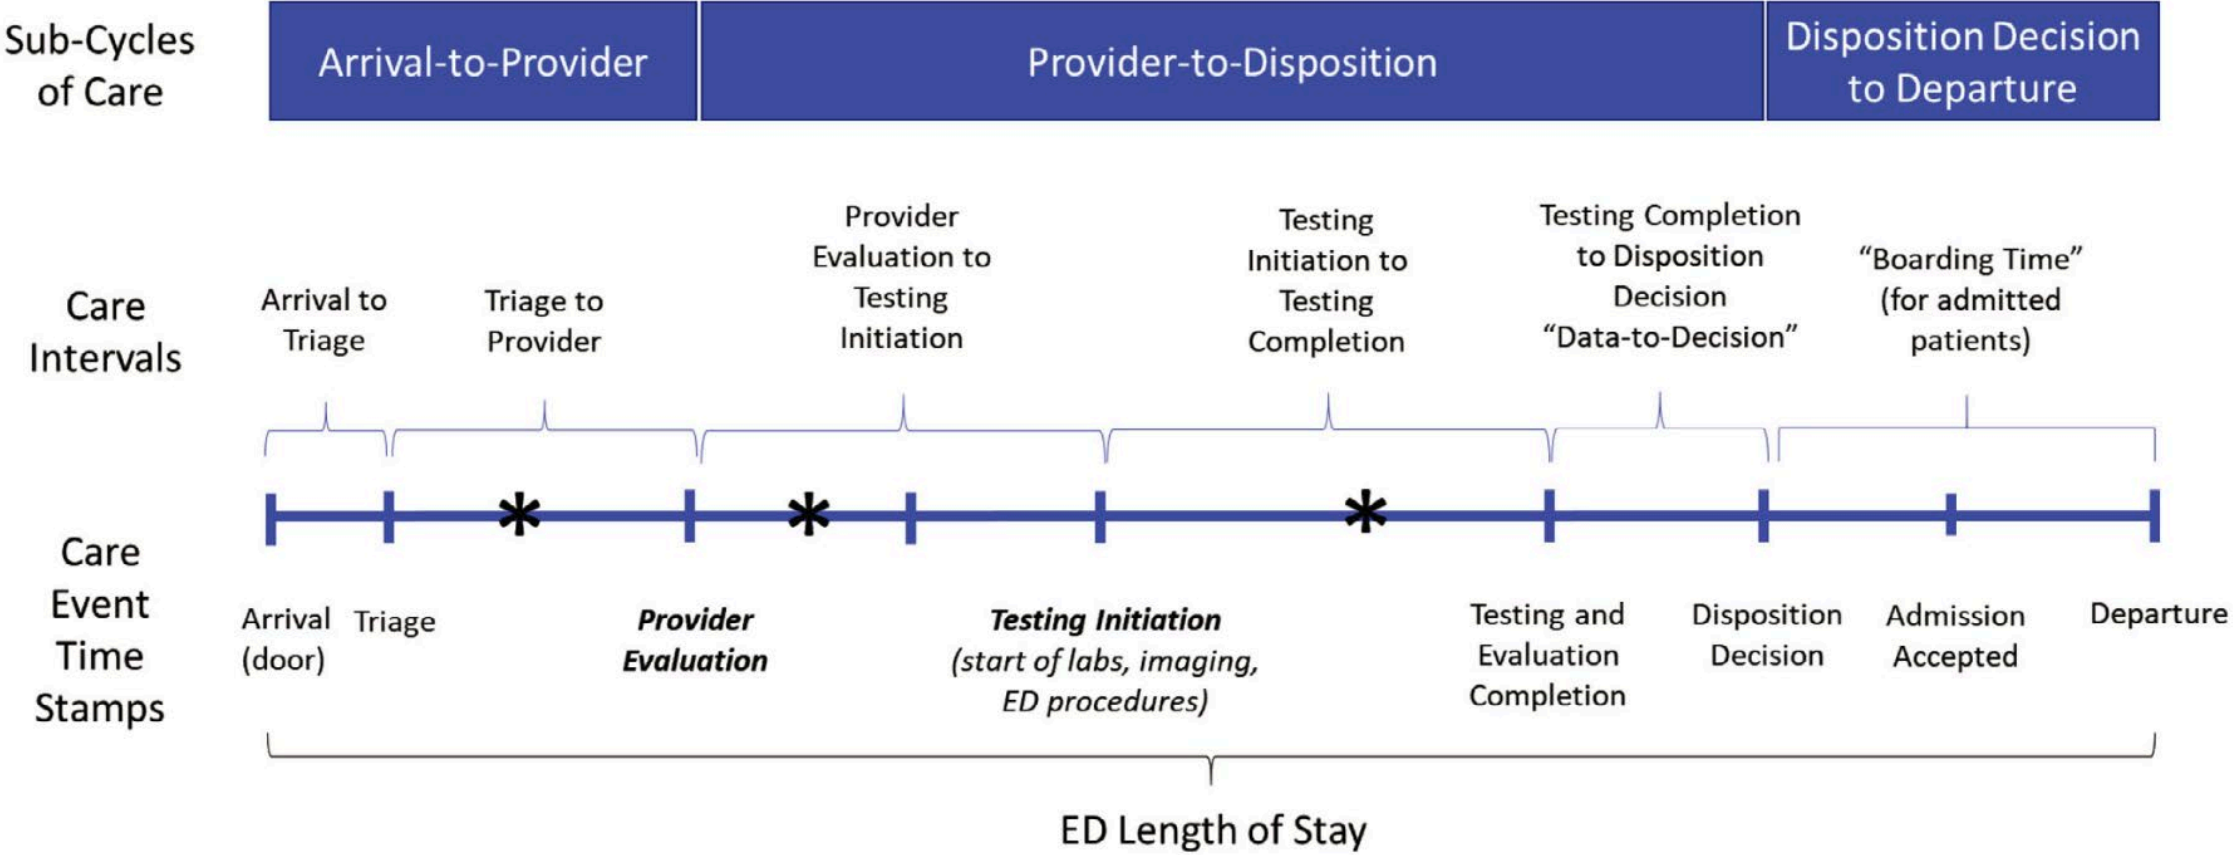 Sub-Cycles
of Care
Arrival-to-Provider
Provider-to-Disposition
Disposition Decision
to Departure
Care
Intervals
Arrival to
Triage
Triage to
Provider
Provider
Evaluation to
Testing
Initiation
Testing
Initiation to
Testing
Completion
Testing Completion
to Disposition
Decision
“Data-to-Decision”
“Boarding Time”
(for admitted
patients)
*
*
*
Care
Event
Time
Stamps
Arrival
(door)
Triage
Provider
Evaluation
Testing Initiation
(start of labs, imaging,
ED procedures)
Testing and
Evaluation
Completion
Disposition
Decision
Admission
Accepted
Departure
ED Length of Stay